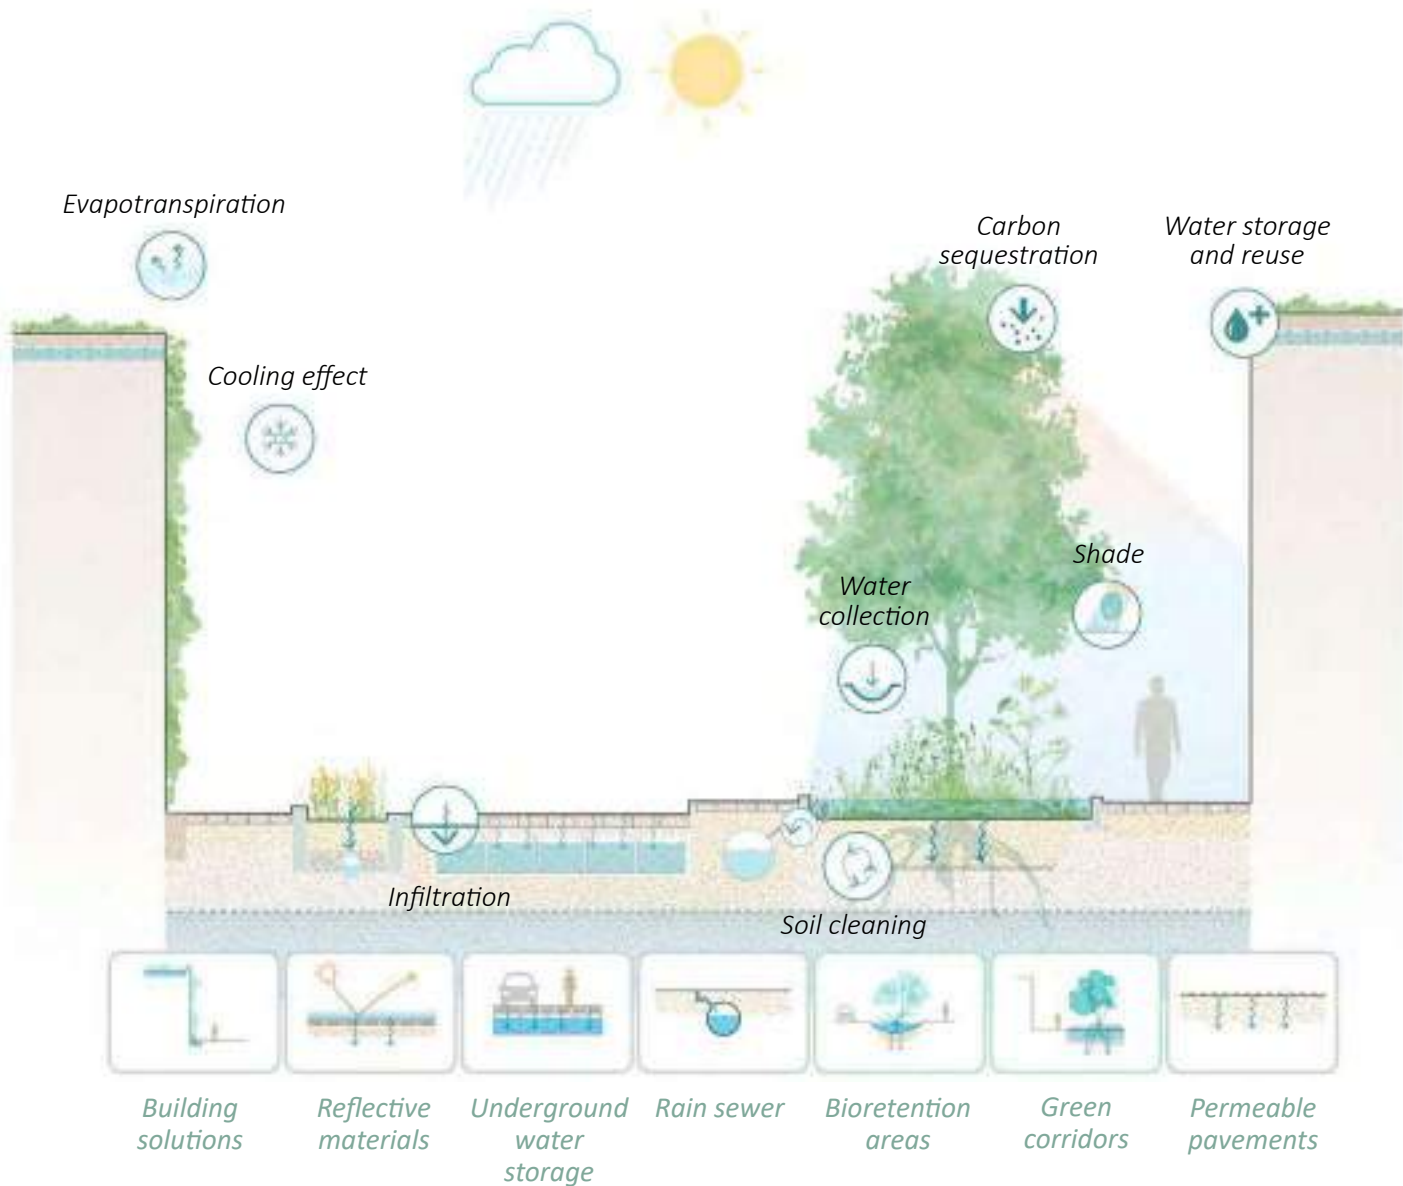 Evapotranspiration
Carbon
sequestration
Water storage
and reuse
Cooling effect
Shade
Water
collection
Infiltration
Soil cleaning
Building
solutions
Reflective
materials
Underground
water
storage
Rain sewer
Bioretention
areas
Green
corridors
Permeable
pavements